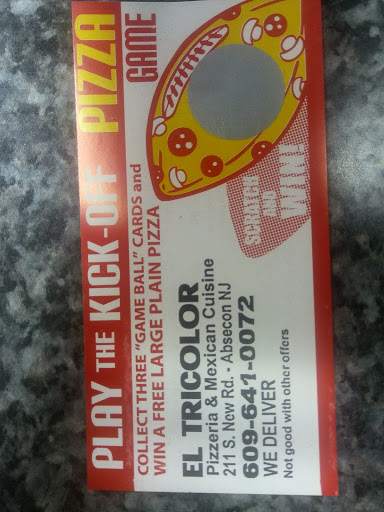 PLAY THE KICK-OFF PIZZA GAME
COLLECT THREE "GAME BALL" CARDS and
WIN A FREE LARGE PLAIN PIZZA
SCRATCH
AND
WIN!
EL TRICOLOR
Pizzeria & Mexican Cuisine
211 S. New Rd. - Absecon NJ
609-641-0072
WE DELIVER
Not good with other offers